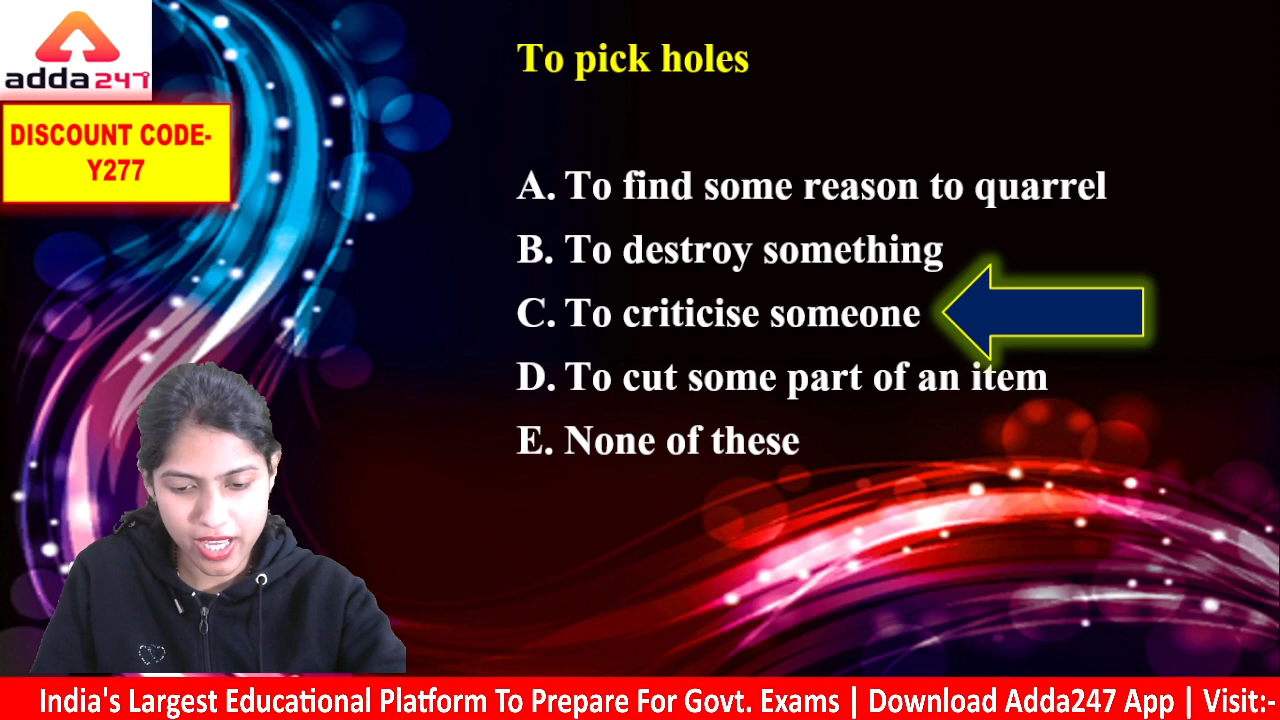 adda247
DISCOUNT CODE-
Y277
To pick holes
A. To find some reason to quarrel
B. To destroy something
C. To criticise someone
D. To cut some part of an item
E. None of these
India's Largest Educational Platform To Prepare For Govt. Exams | Download Adda247 App | Visit:-